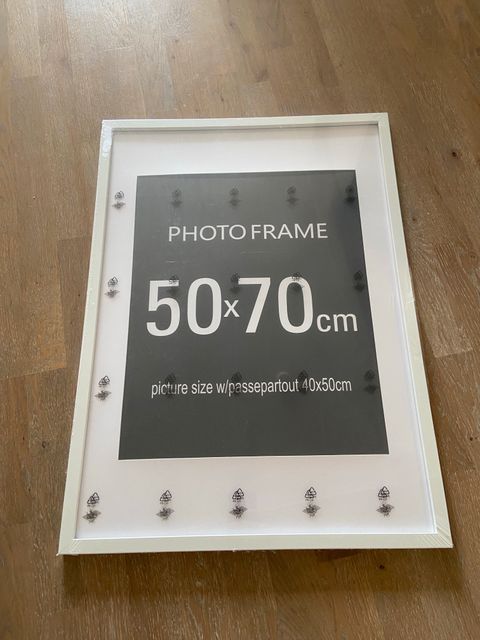 PHOTO FRAME
50x70cm
picture size w/passepartout 40x50cm